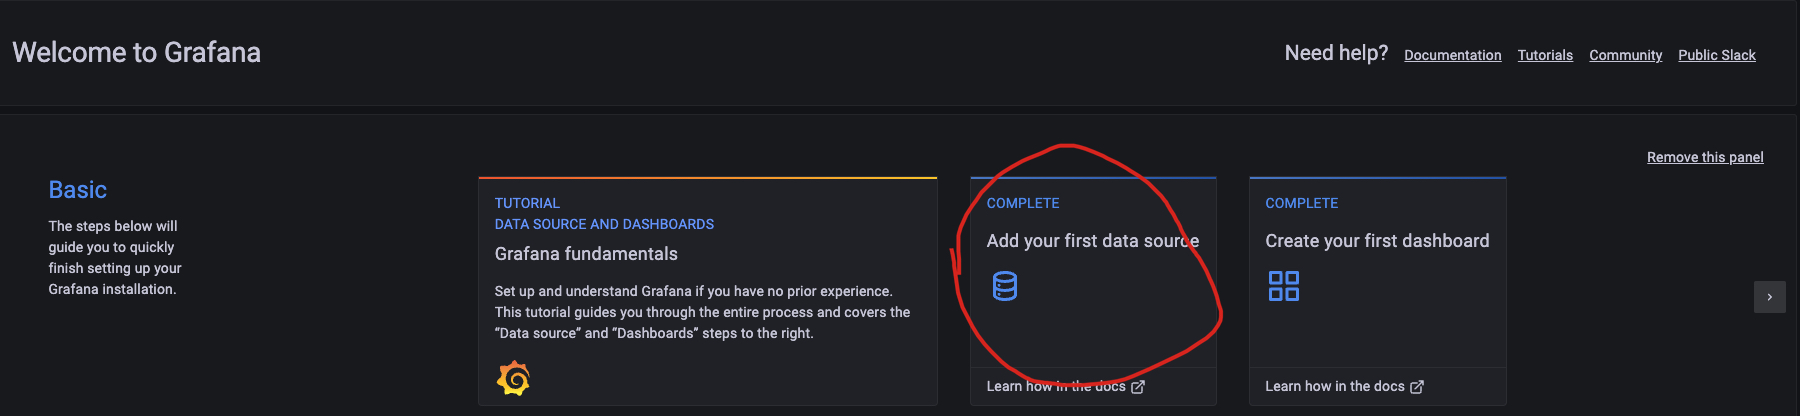 Welcome to Grafana
Need help? Documentation Tutorials Community Public Slack
Remove this panel
Basic
The steps below will
guide you to quickly
finish setting up your
Grafana installation.
TUTORIAL
DATA SOURCE AND DASHBOARDS
Grafana fundamentals
Set up and understand Grafana if you have no prior experience.
This tutorial guides you through the entire process and covers the
“Data source” and “Dashboards” steps to the right.
COMPLETE
Add your first data source
Learn how in the docs
COMPLETE
Create your first dashboard
Learn how in the docs